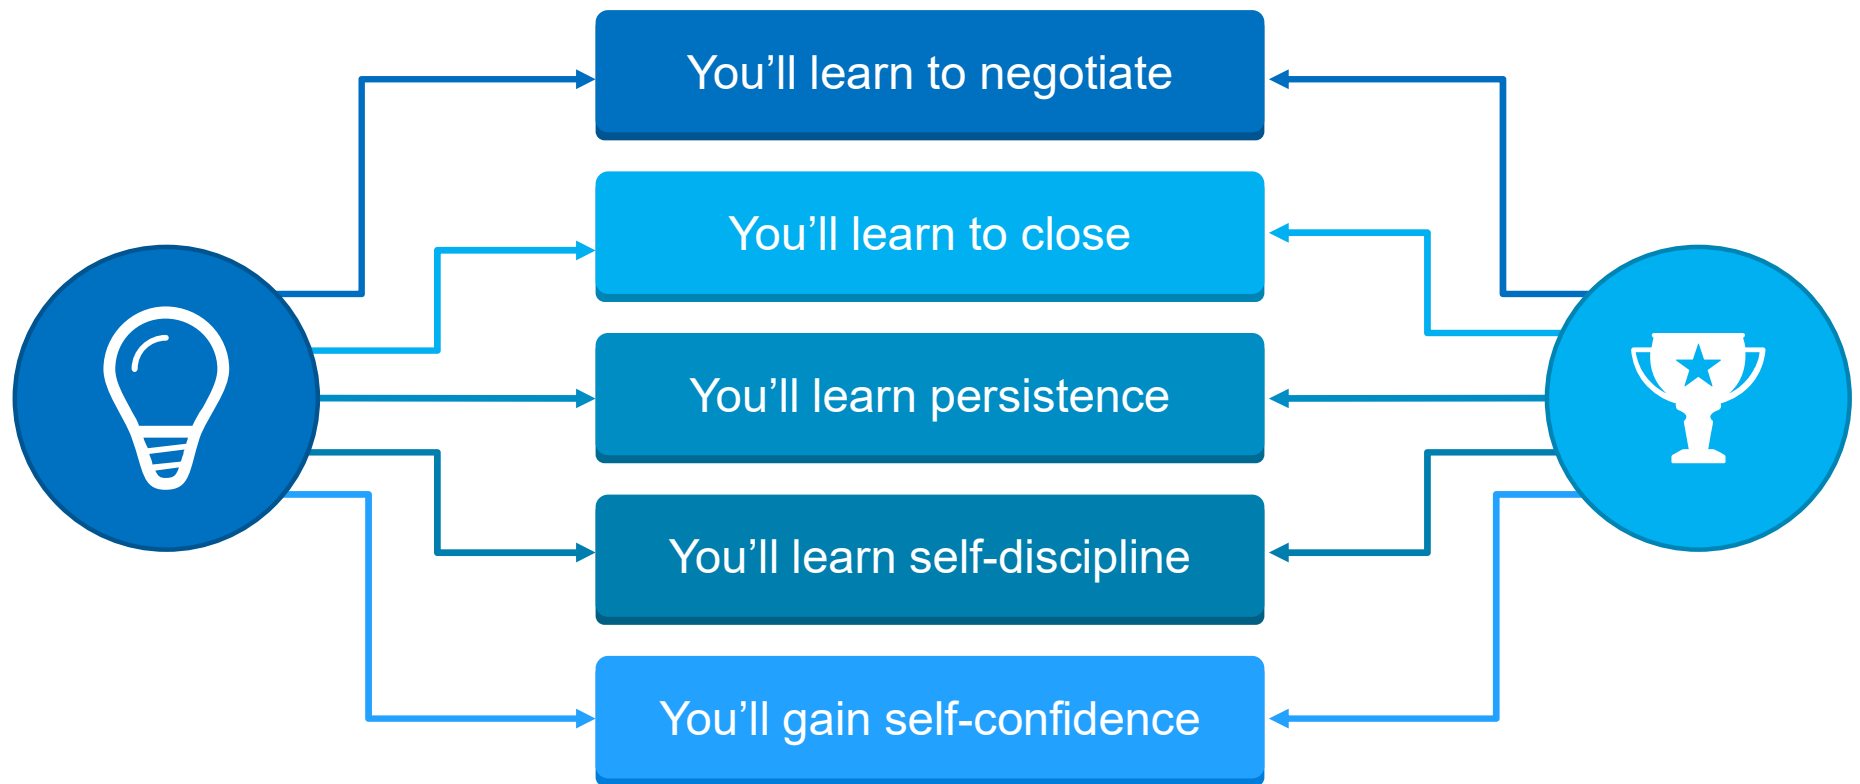 You’ll learn to negotiate
You’ll learn to close
You’ll learn persistence
You’ll learn self-discipline
You’ll gain self-confidence